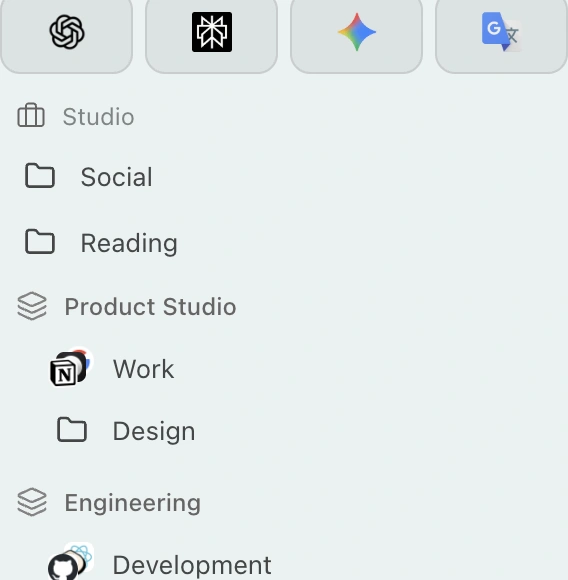 Studio
Social
Reading
Product Studio
Work
Design
Engineering
Development